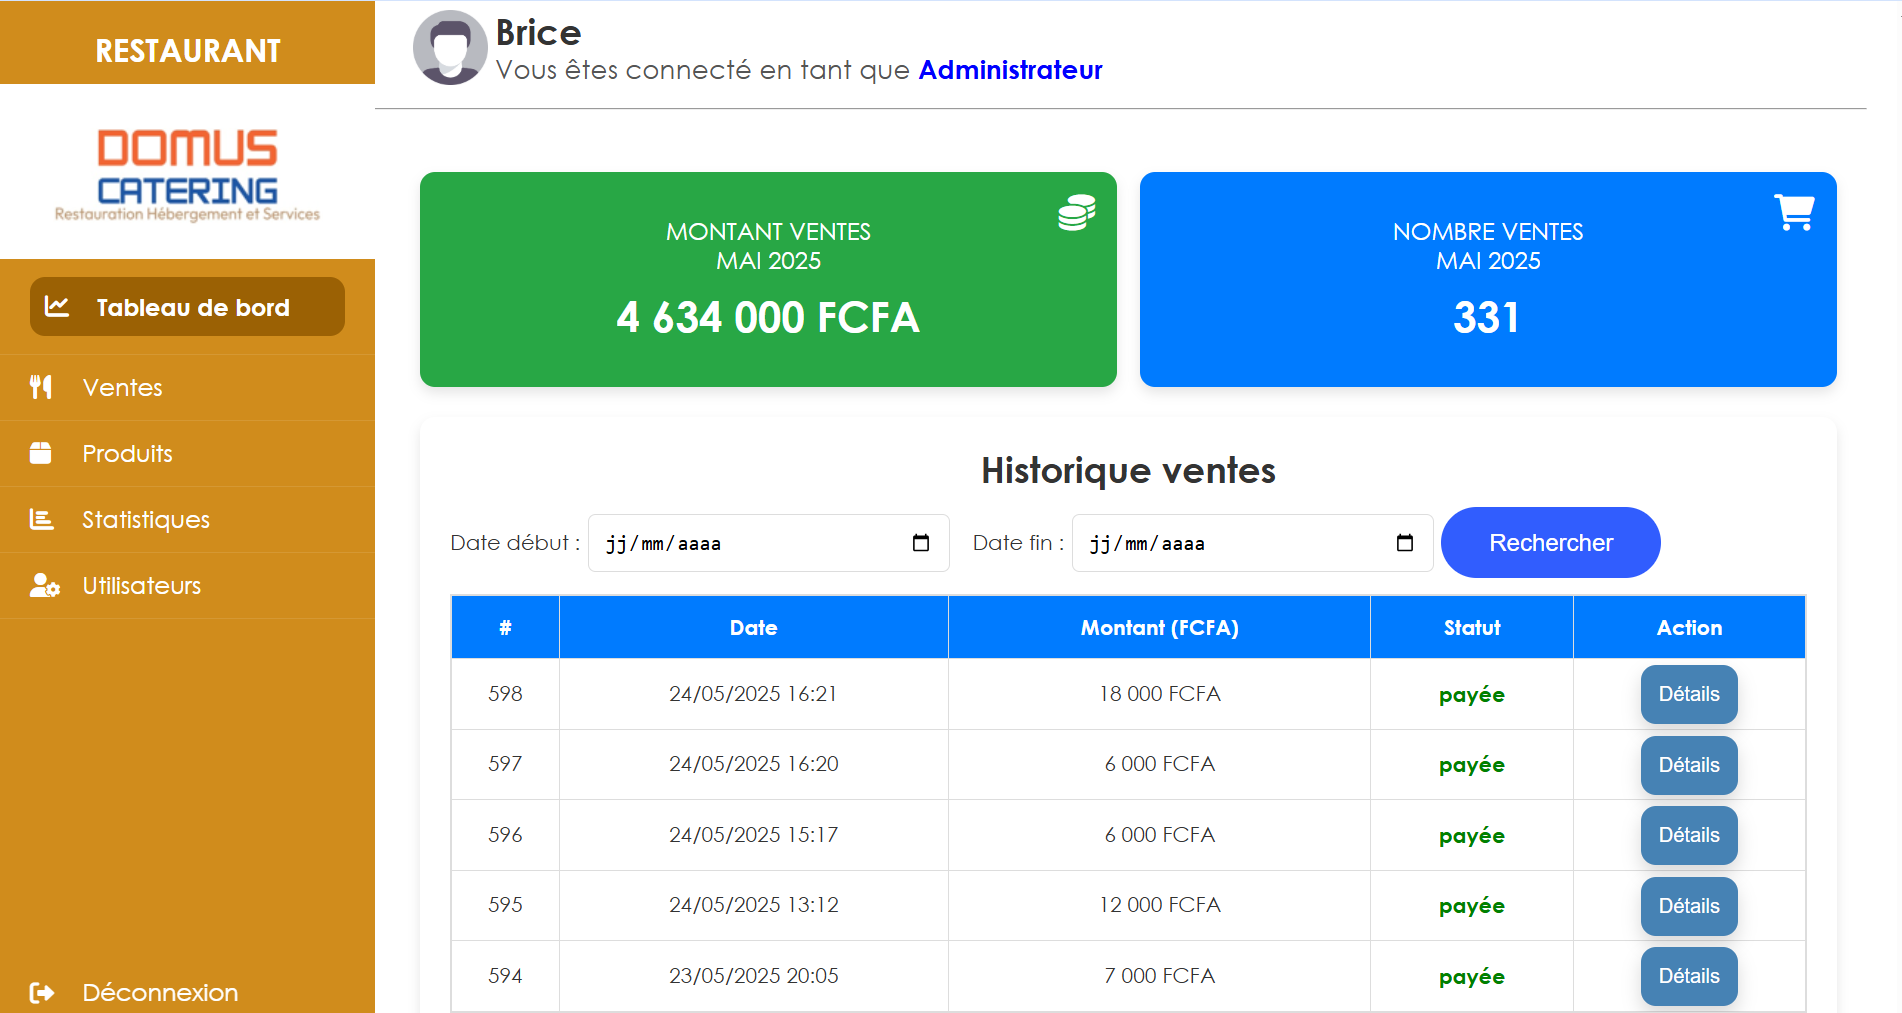 RESTAURANT
DOMUS
CATERING
Restauration Hébergement et Services
Tableau de bord
Ventes
Produits
Statistiques
Utilisateurs
Déconnexion
Brice
Vous êtes connecté en tant que Administrateur
MONTANT VENTES
MAI 2025
4 634 000 FCFA
NOMBRE VENTES
MAI 2025
331
Historique ventes
Date début : jj/mm/aaaa Date fin : jj/mm/aaaa Rechercher
# Date Montant (FCFA) Statut Action
598 24/05/2025 16:21 18 000 FCFA payée Détails
597 24/05/2025 16:20 6 000 FCFA payée Détails
596 24/05/2025 15:17 6 000 FCFA payée Détails
595 24/05/2025 13:12 12 000 FCFA payée Détails
594 23/05/2025 20:05 7 000 FCFA payée Détails